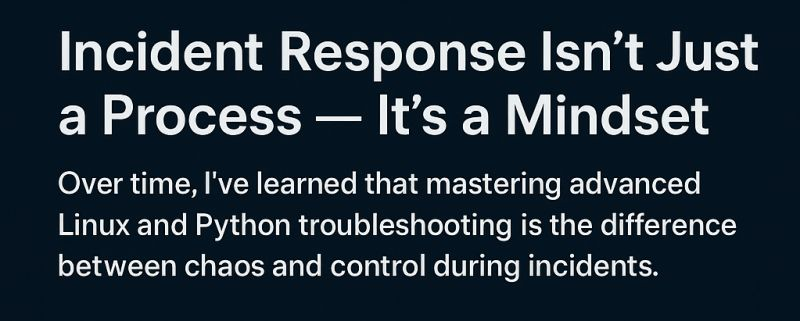 Incident Response Isn’t Just
a Process — It’s a Mindset
Over time, I've learned that mastering advanced
Linux and Python troubleshooting is the difference
between chaos and control during incidents.